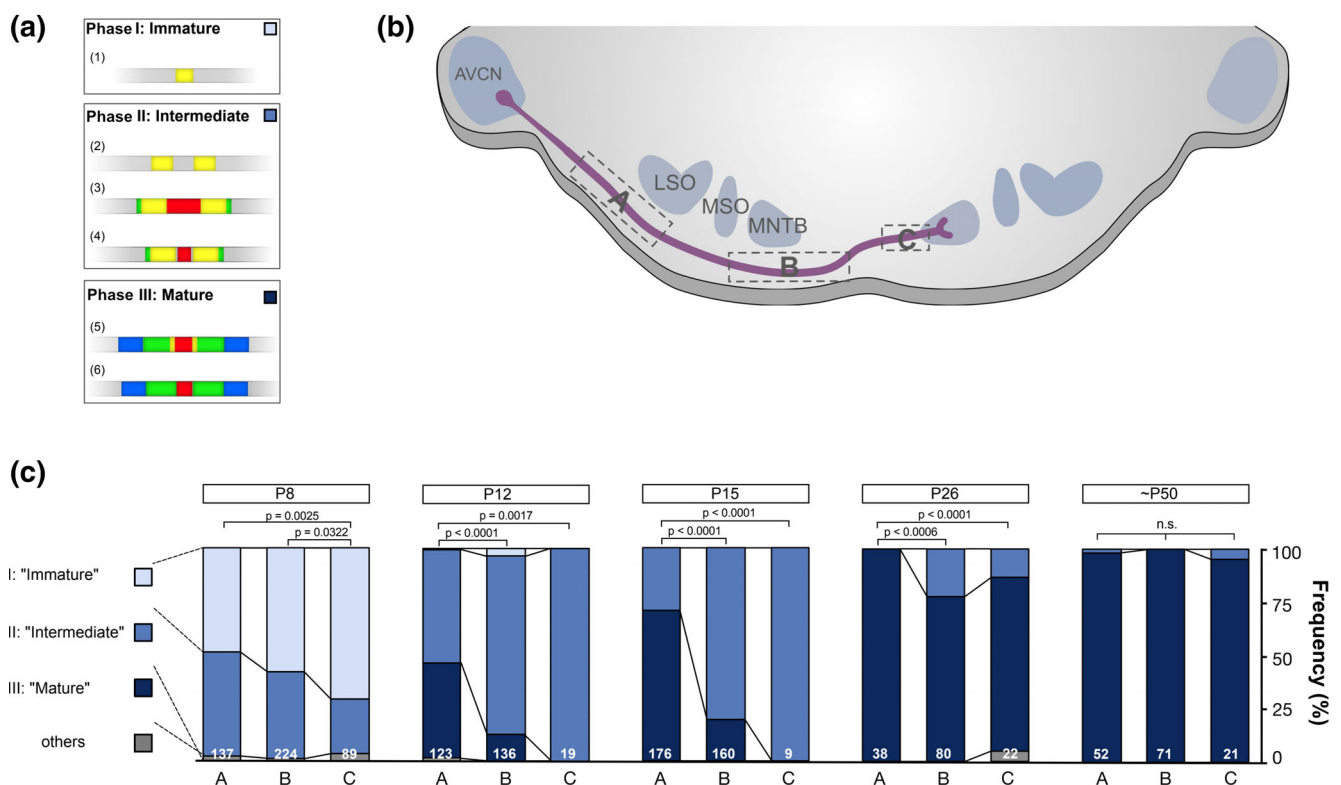 (a)
Phase I: Immature
(1)
Phase II: Intermediate
(2)
(3)
(4)
Phase III: Mature
(5)
(6)
(b)
AVCN
LSO
MSO
MNTB
A
B
C
(c)
P8
P12
P15
P26
~P50
p = 0.0025
p = 0.0322
p = 0.0017
p < 0.0001
p < 0.0001
p < 0.0001
p < 0.0001
p < 0.0006
n.s.
I: "Immature"
II: "Intermediate"
III: "Mature"
others
137 224 89
123 136 19
176 160 9
38 80 22
52 71 21
A B C
A B C
A B C
A B C
A B C
100
75
50
25
0
Frequency (%)